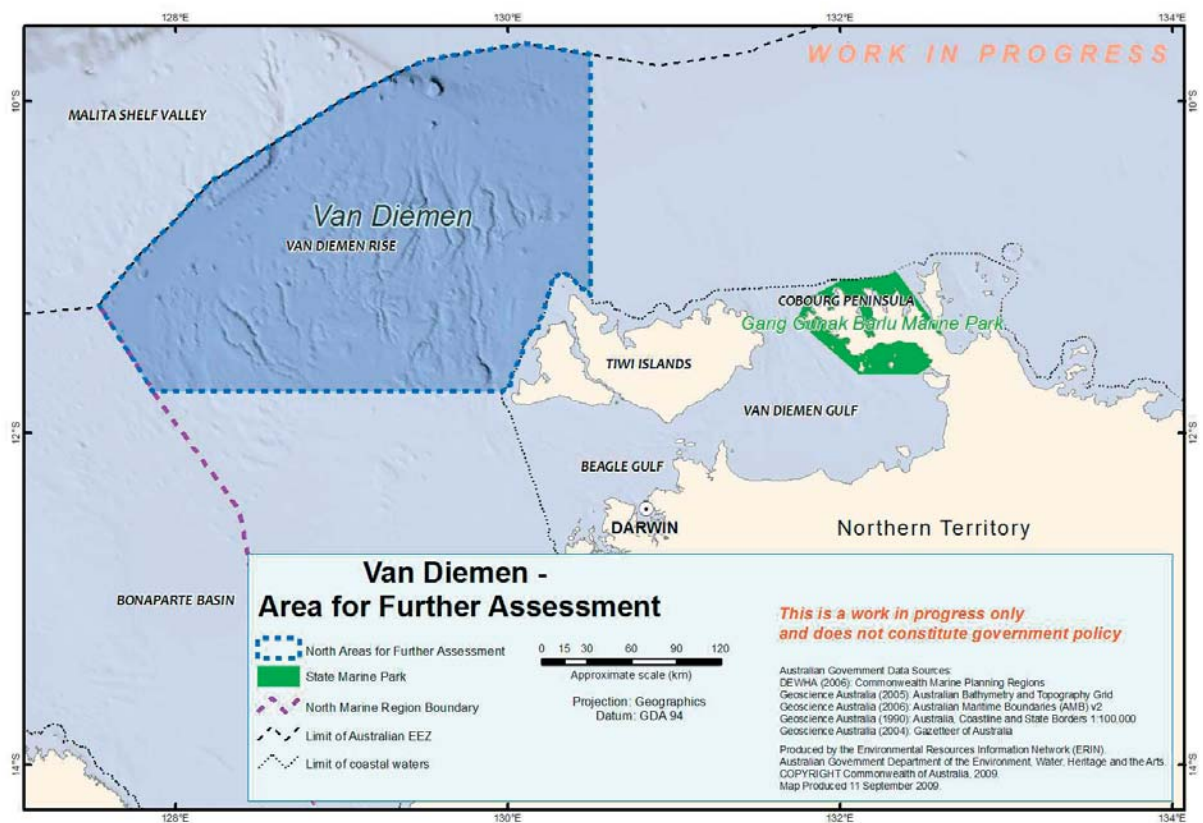 128°E
130°E
132°E
134°E
WORK IN PROGRESS
10°S
10°S
MALITA SHELF VALLEY
Van Diemen
VAN DIEMEN RISE
COBOURG PENINSULA
Garig Gunak Barlu Marine Park
TIWI ISLANDS
VAN DIEMEN GULF
12°S
12°S
BEAGLE GULF
DARWIN
Northern Territory
BONAPARTE BASIN
Van Diemen -
Area for Further Assessment
North Areas for Further Assessment
State Marine Park
North Marine Region Boundary
Limit of Australian EEZ
Limit of coastal waters
0 15 30 60 90 120
Approximate scale (km)
Projection: Geographics
Datum: GDA 94
This is a work in progress only
and does not constitute government policy
Australian Government Data Sources:
DEWHA (2006): Commonwealth Marine Planning Regions
Geoscience Australia (2005): Australian Bathymetry and Topography Grid
Geoscience Australia (2006): Australian Maritime Boundaries (AMB) v2
Geoscience Australia (1990): Australia, Coastline and State Borders 1:100,000
Geoscience Australia (2004): Gazetteer of Australia
Produced by the Environmental Resources Information Network (ERIN).
Australian Government Department of the Environment, Water, Heritage and the Arts.
COPYRIGHT Commonwealth of Australia, 2009.
Map Produced 11 September 2009.
14°S
14°S
128°E
130°E
132°E
134°E